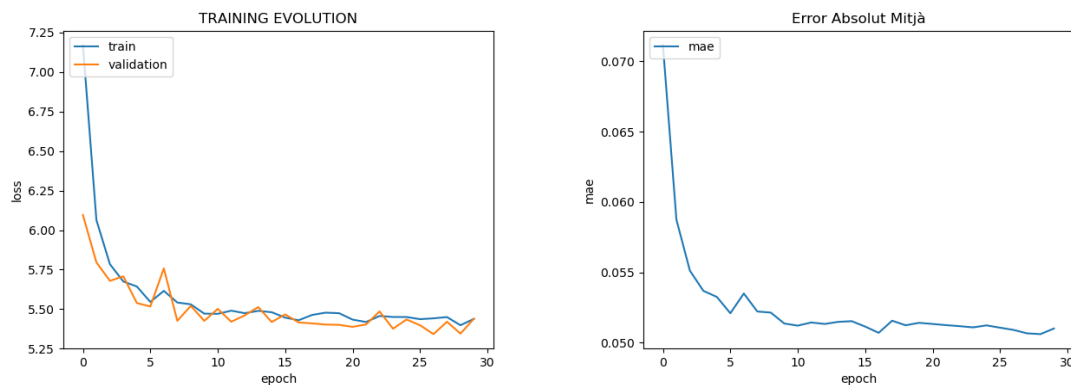 TRAINING EVOLUTION
train
validation
7.25
7.00
6.75
6.50
6.25
6.00
5.75
5.50
5.25
loss
0 5 10 15 20 25 30
epoch
Error Absolut Mitjà
mae
0.070
0.065
0.060
0.055
0.050
mae
0 5 10 15 20 25 30
epoch